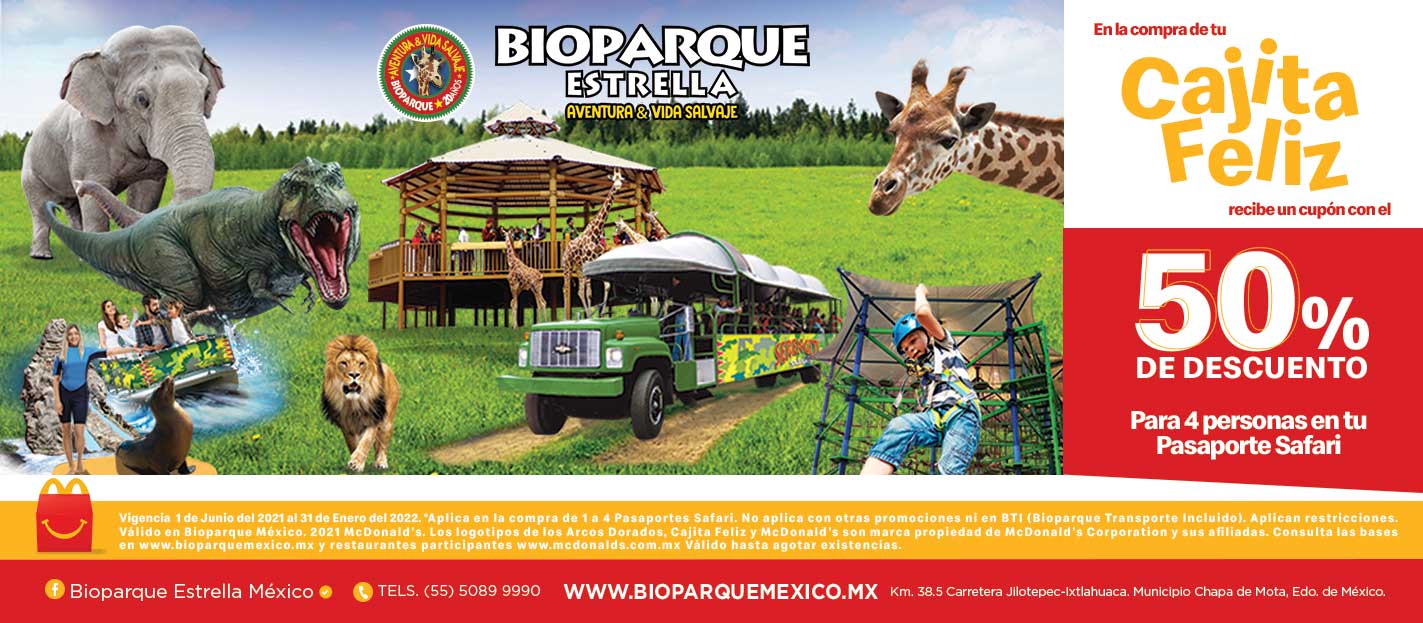 AVENTURA & VIDA SALVAJE
BIOPARQUE
20 AÑOS
BIOPARQUE
ESTRELLA
AVENTURA & VIDA SALVAJE
En la compra de tu
Cajita
Feliz
recibe un cupón con el
50%
DE DESCUENTO
Para 4 personas en tu
Pasaporte Safari
Vigencia 1 de Junio del 2021 al 31 de Enero del 2022. *Aplica en la compra de 1 a 4 Pasaportes Safari. No aplica con otras promociones ni en BTI (Bioparque Transporte Incluido). Aplican restricciones.
Válido en Bioparque México. 2021 McDonald's. Los logotipos de los Arcos Dorados, Cajita Feliz y McDonald's son marca propiedad de McDonald's Corporation y sus afiliadas. Consulta las bases
en www.bioparquemexico.mx y restaurantes participantes www.mcdonalds.com.mx Válido hasta agotar existencias.
Bioparque Estrella México
TELS. (55) 5089 9990
WWW.BIOPARQUEMEXICO.MX
Km. 38.5 Carretera Jilotepec-Ixtlahuaca. Municipio Chapa de Mota, Edo. de México.